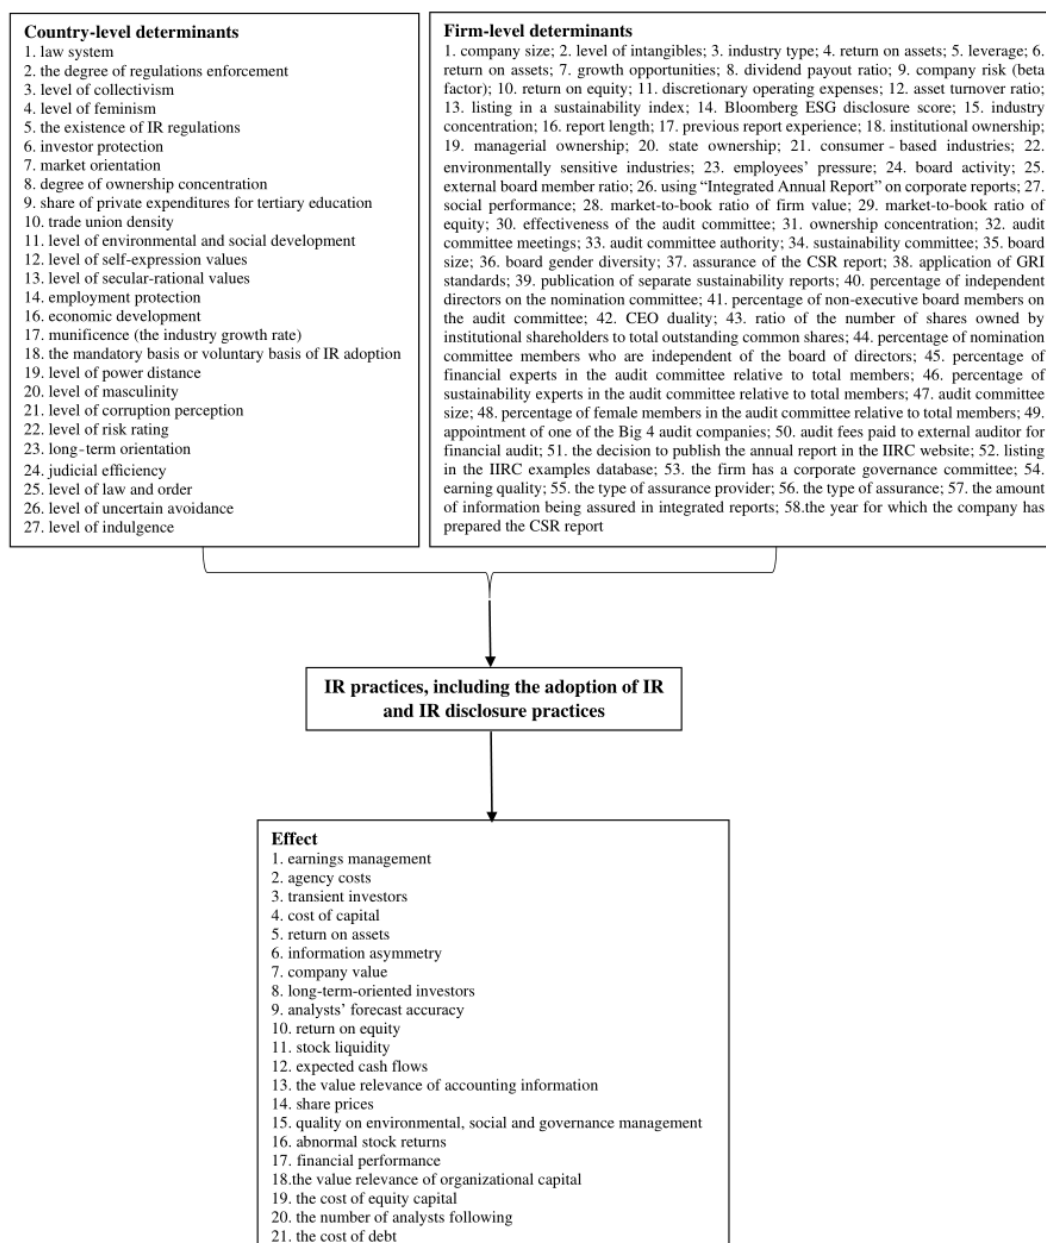 Country-level determinants
1. law system
2. the degree of regulations enforcement
3. level of collectivism
4. level of feminism
5. the existence of IR regulations
6. investor protection
7. market orientation
8. degree of ownership concentration
9. share of private expenditures for tertiary education
10. trade union density
11. level of environmental and social development
12. level of self-expression values
13. level of secular-rational values
14. employment protection
16. economic development
17. munificence (the industry growth rate)
18. the mandatory basis or voluntary basis of IR adoption
19. level of power distance
20. level of masculinity
21. level of corruption perception
22. level of risk rating
23. long-term orientation
24. judicial efficiency
25. level of law and order
26. level of uncertain avoidance
27. level of indulgence
Firm-level determinants
1. company size; 2. level of intangibles; 3. industry type; 4. return on assets; 5. leverage; 6.
return on assets; 7. growth opportunities; 8. dividend payout ratio; 9. company risk (beta
factor); 10. return on equity; 11. discretionary operating expenses; 12. asset turnover ratio;
13. listing in a sustainability index; 14. Bloomberg ESG disclosure score; 15. industry
concentration; 16. report length; 17. previous report experience; 18. institutional ownership;
19. managerial ownership; 20. state ownership; 21. consumer-based industries; 22.
environmentally sensitive industries; 23. employees' pressure; 24. board activity; 25.
external board member ratio; 26. using "Integrated Annual Report" on corporate reports; 27.
social performance; 28. market-to-book ratio of firm value; 29. market-to-book ratio of
equity; 30. effectiveness of the audit committee; 31. ownership concentration; 32. audit
committee meetings; 33. audit committee authority; 34. sustainability committee; 35. board
size; 36. board gender diversity; 37. assurance of the CSR report; 38. application of GRI
standards; 39. publication of separate sustainability reports; 40. percentage of independent
directors on the nomination committee; 41. percentage of non-executive board members on
the audit committee; 42. CEO duality; 43. ratio of the number of shares owned by
institutional shareholders to total outstanding common shares; 44. percentage of nomination
committee members who are independent of the board of directors; 45. percentage of
financial experts in the audit committee relative to total members; 46. percentage of
sustainability experts in the audit committee relative to total members; 47. audit committee
size; 48. percentage of female members in the audit committee relative to total members; 49.
appointment of one of the Big 4 audit companies; 50. audit fees paid to external auditor for
financial audit; 51. the decision to publish the annual report in the IIRC website; 52. listing
in the IIRC examples database; 53. the firm has a corporate governance committee; 54.
earning quality; 55. the type of assurance provider; 56. the type of assurance; 57. the amount
of information being assured in integrated reports; 58.the year for which the company has
prepared the CSR report
IR practices, including the adoption of IR
and IR disclosure practices
Effect
1. earnings management
2. agency costs
3. transient investors
4. cost of capital
5. return on assets
6. information asymmetry
7. company value
8. long-term-oriented investors
9. analysts' forecast accuracy
10. return on equity
11. stock liquidity
12. expected cash flows
13. the value relevance of accounting information
14. share prices
15. quality on environmental, social and governance management
16. abnormal stock returns
17. financial performance
18.the value relevance of organizational capital
19. the cost of equity capital
20. the number of analysts following
21. the cost of debt